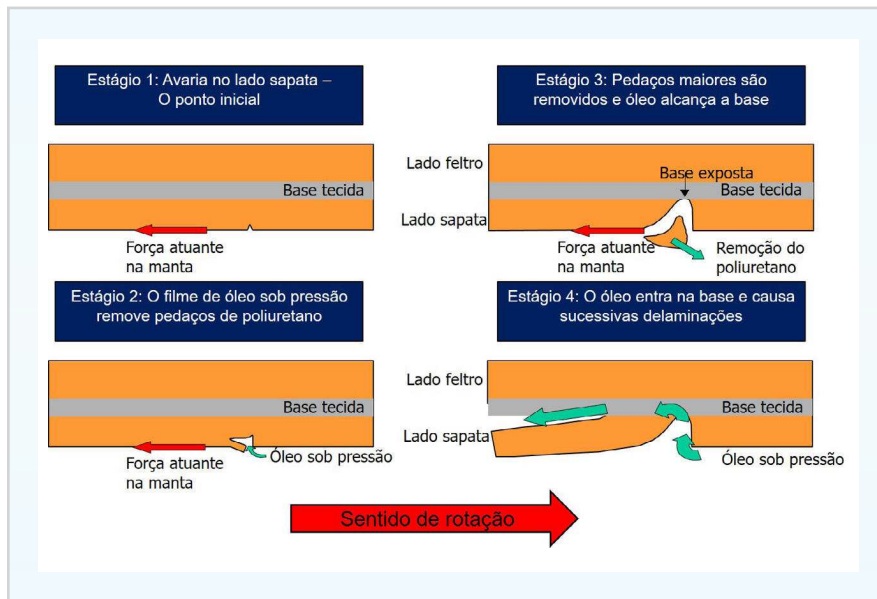 Estágio 1: Avaria no lado sapata –
O ponto inicial
Base tecida
Força atuante
na manta
Estágio 2: O filme de óleo sob pressão
remove pedaços de poliuretano
Base tecida
Óleo sob pressão
Força atuante
na manta
Estágio 3: Pedaços maiores são
removidos e óleo alcança a base
Lado feltro
Base exposta
Base tecida
Lado sapata
Força atuante
na manta
Remoção do
poliuretano
Estágio 4: O óleo entra na base e causa
sucessivas delaminações
Lado feltro
Base tecida
Lado sapata
Óleo sob pressão
Sentido de rotação